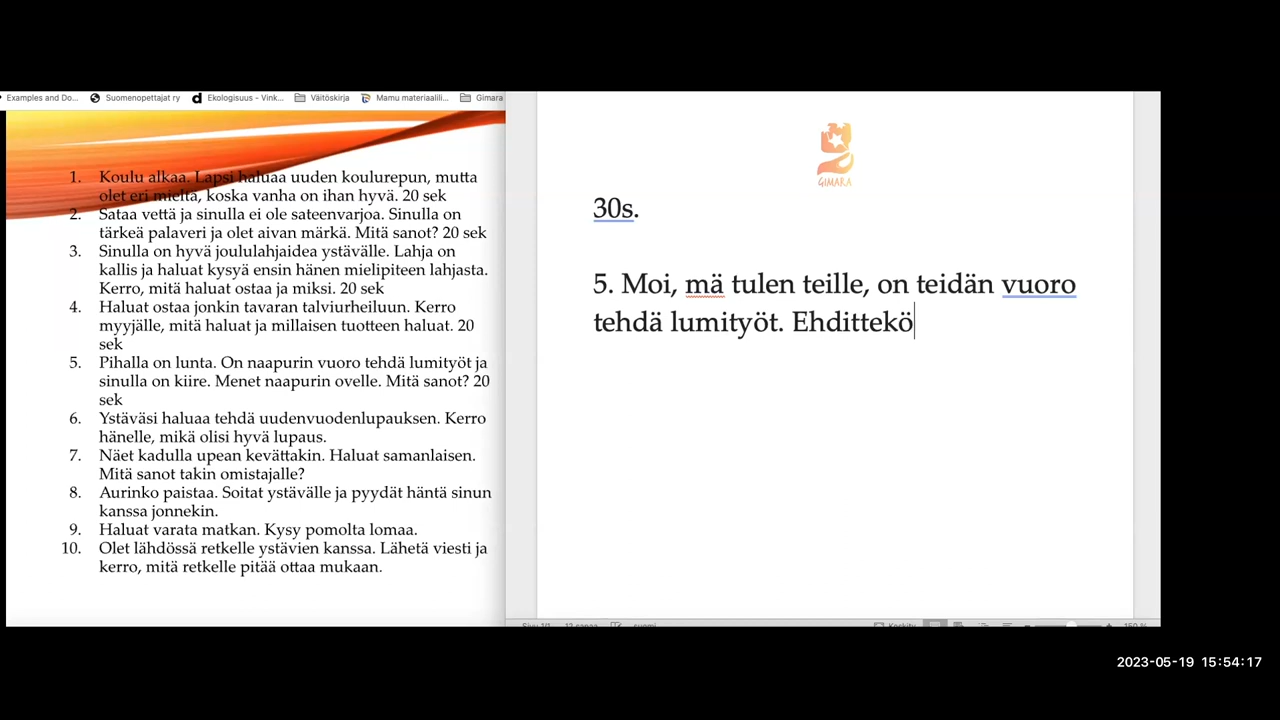 Examples and Do... Suomenopettajat ry Ekologisuus - Vink... Väitöskirja Mamu materiaalili... Gimara
1. Koulu alkaa. Lapsi haluaa uuden koulurepun, mutta
olet eri mieltä, koska vanha on ihan hyvä. 20 sek
2. Sataa vettä ja sinulla ei ole sateenvarjoa. Sinulla on
tärkeä palaveri ja olet aivan märkä. Mitä sanot? 20 sek
3. Sinulla on hyvä joululahjaidea ystävälle. Lahja on
kallis ja haluat kysyä ensin hänen mielipiteen lahjasta.
Kerro, mitä haluat ostaa ja miksi. 20 sek
4. Haluat ostaa jonkin tavaran talviurheiluun. Kerro
myyjälle, mitä haluat ja millaisen tuotteen haluat. 20
sek
5. Pihalla on lunta. On naapurin vuoro tehdä lumityöt ja
sinulla on kiire. Menet naapurin ovelle. Mitä sanot? 20
sek
6. Ystäväsi haluaa tehdä uudenvuodenlupauksen. Kerro
hänelle, mikä olisi hyvä lupaus.
7. Näet kadulla upean kevättakin. Haluat samanlaisen.
Mitä sanot takin omistajalle?
8. Aurinko paistaa. Soitat ystävälle ja pyydät häntä sinun
kanssa jonnekin.
9. Haluat varata matkan. Kysy pomolta lomaa.
10. Olet lähdössä retkelle ystävien kanssa. Lähetä viesti ja
kerro, mitä retkelle pitää ottaa mukaan.
GIMARA
30s.
5. Moi, mä tulen teille, on teidän vuoro
tehdä lumityöt. Ehdittekö
2023-05-19 15:54:17